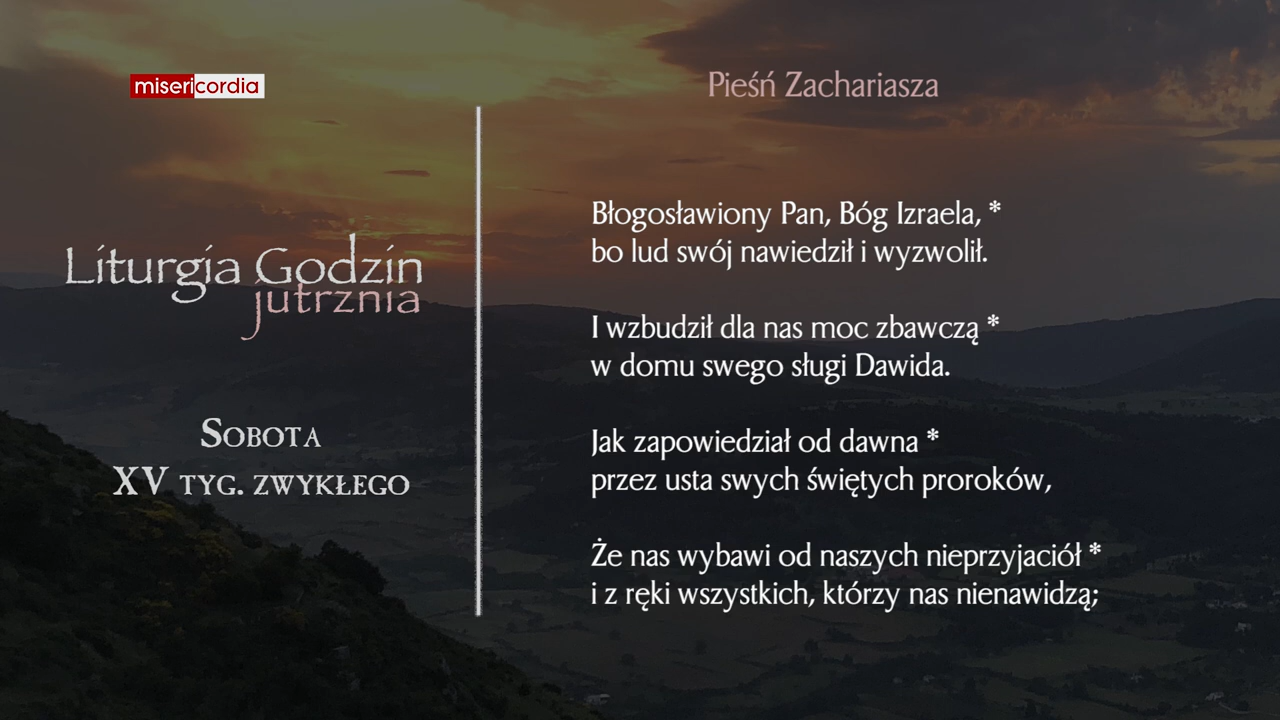 misericordia
Liturgia Godzin
jutrznia
Sobota
XV tyg. zwykłego
Pieśń Zachariasza
Błogosławiony Pan, Bóg Izraela, *
bo lud swój nawiedził i wyzwolił.
I wzbudził dla nas moc zbawczą *
w domu swego sługi Dawida.
Jak zapowiedział od dawna *
przez usta swych świętych proroków,
Że nas wybawi od naszych nieprzyjaciół *
i z ręki wszystkich, którzy nas nienawidzą;